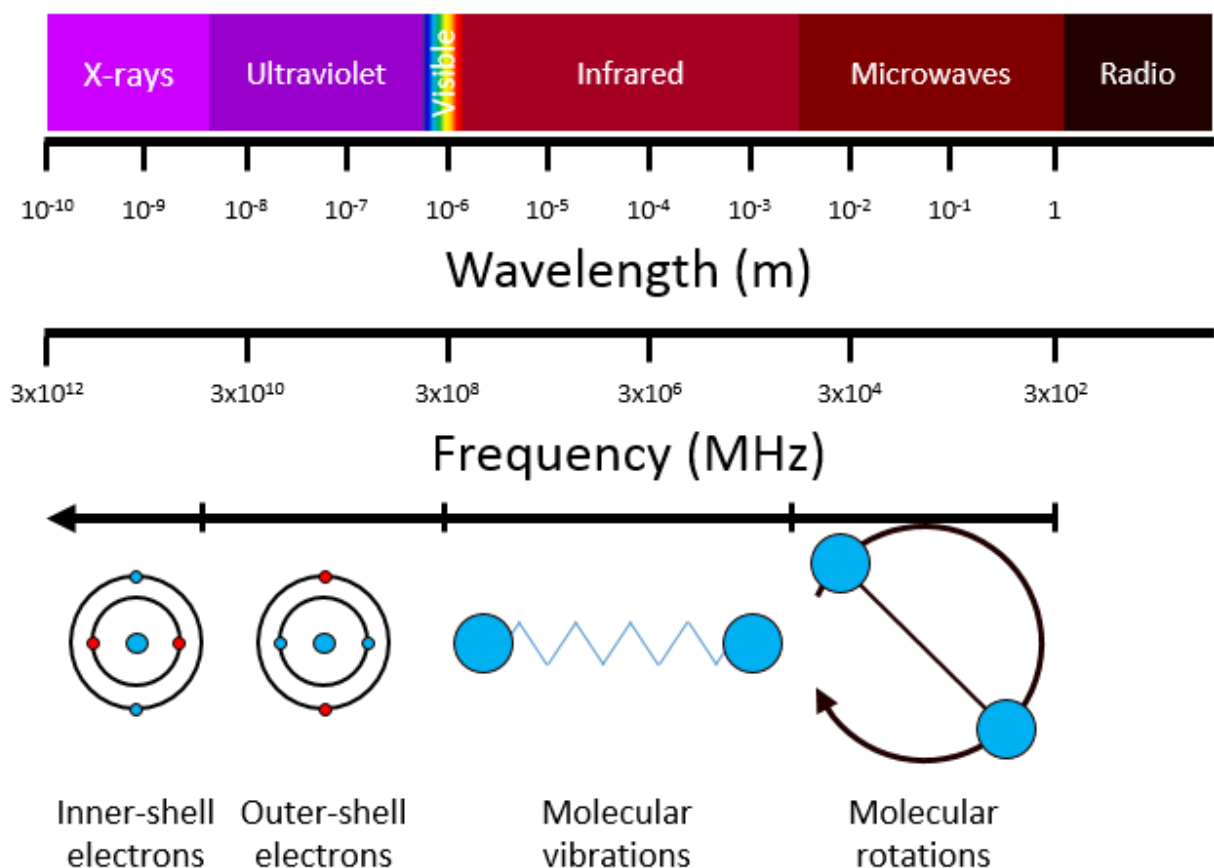 X-rays Ultraviolet Visible Infrared Microwaves Radio
10⁻¹⁰ 10⁻⁹ 10⁻⁸ 10⁻⁷ 10⁻⁶ 10⁻⁵ 10⁻⁴ 10⁻³ 10⁻² 10⁻¹ 1
Wavelength (m)
3x10¹² 3x10¹⁰ 3x10⁸ 3x10⁶ 3x10⁴ 3x10²
Frequency (MHz)
Inner-shell Outer-shell Molecular Molecular
electrons electrons vibrations rotations